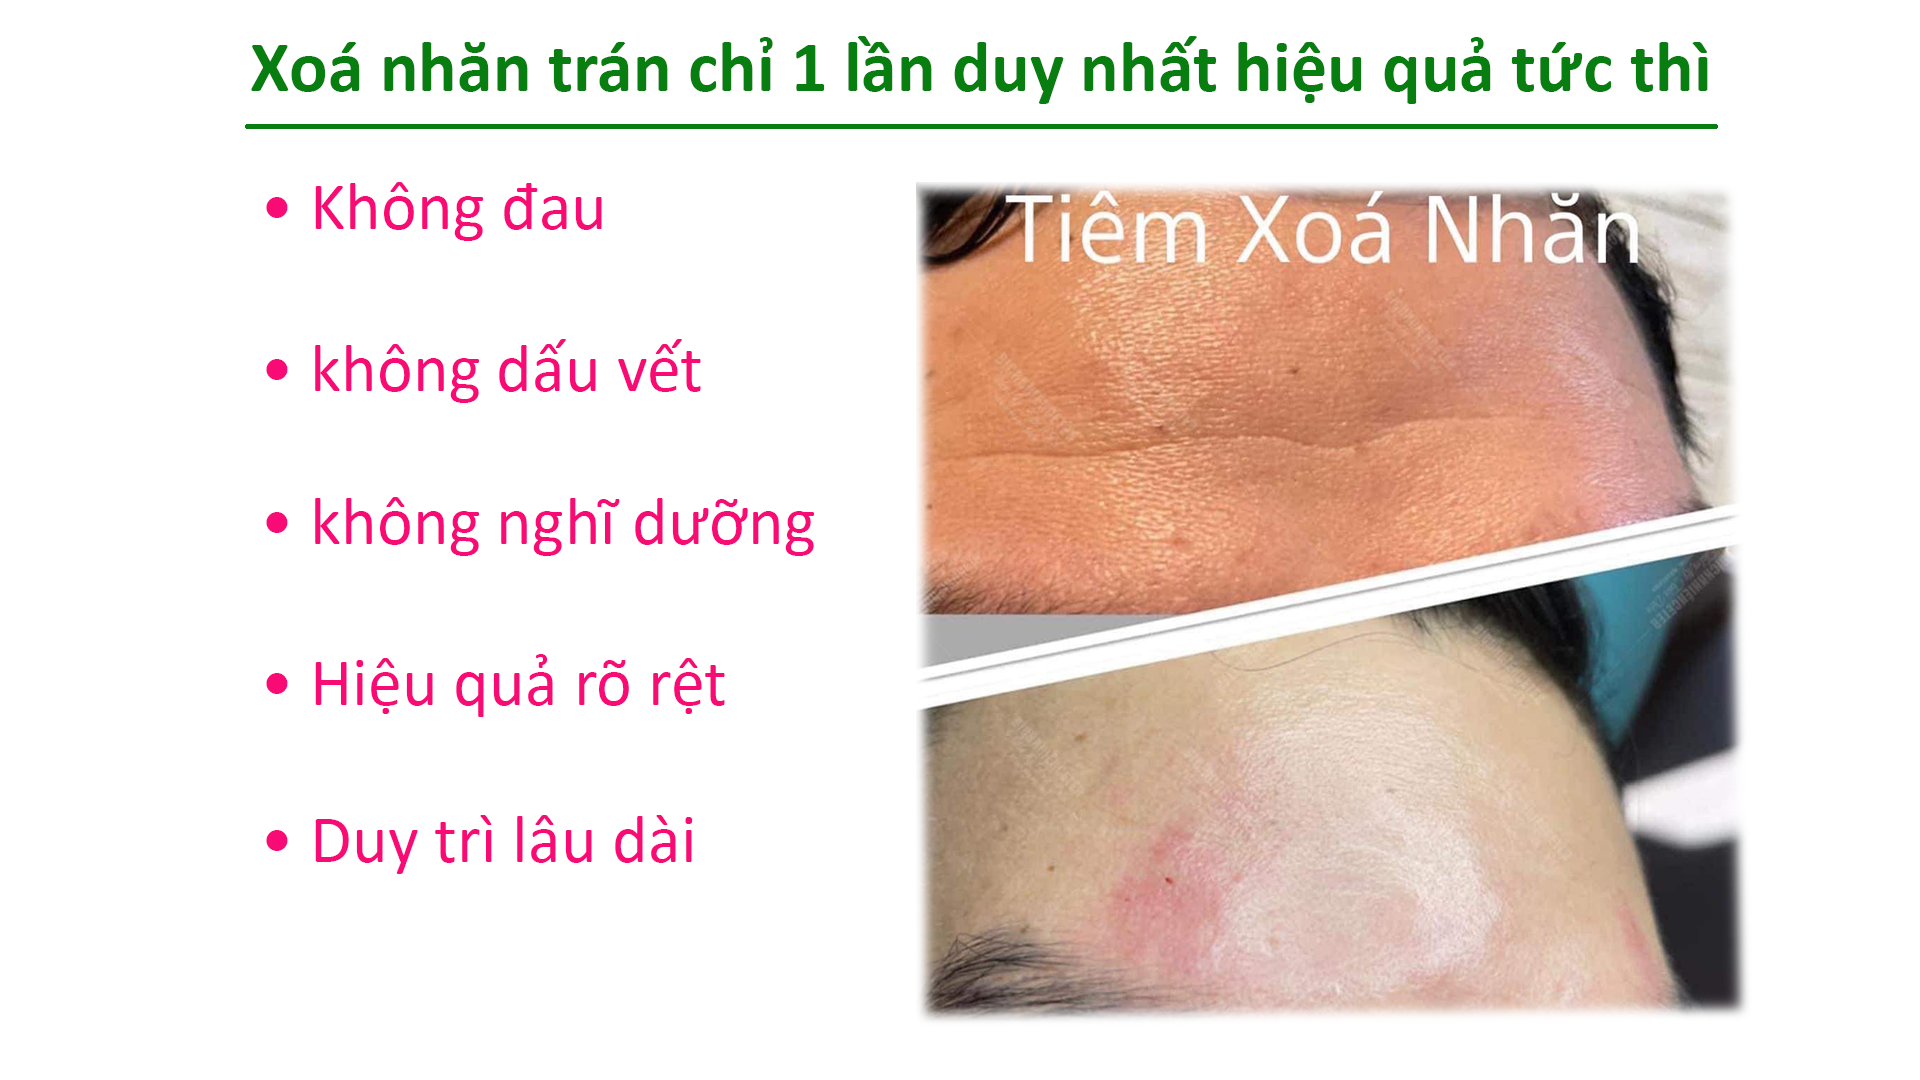 Xoá nhăn trán chỉ 1 lần duy nhất hiệu quả tức thì
• Không đau
• không dấu vết
• không nghĩ dưỡng
• Hiệu quả rõ rệt
• Duy trì lâu dài
Tiêm Xoá Nhăn